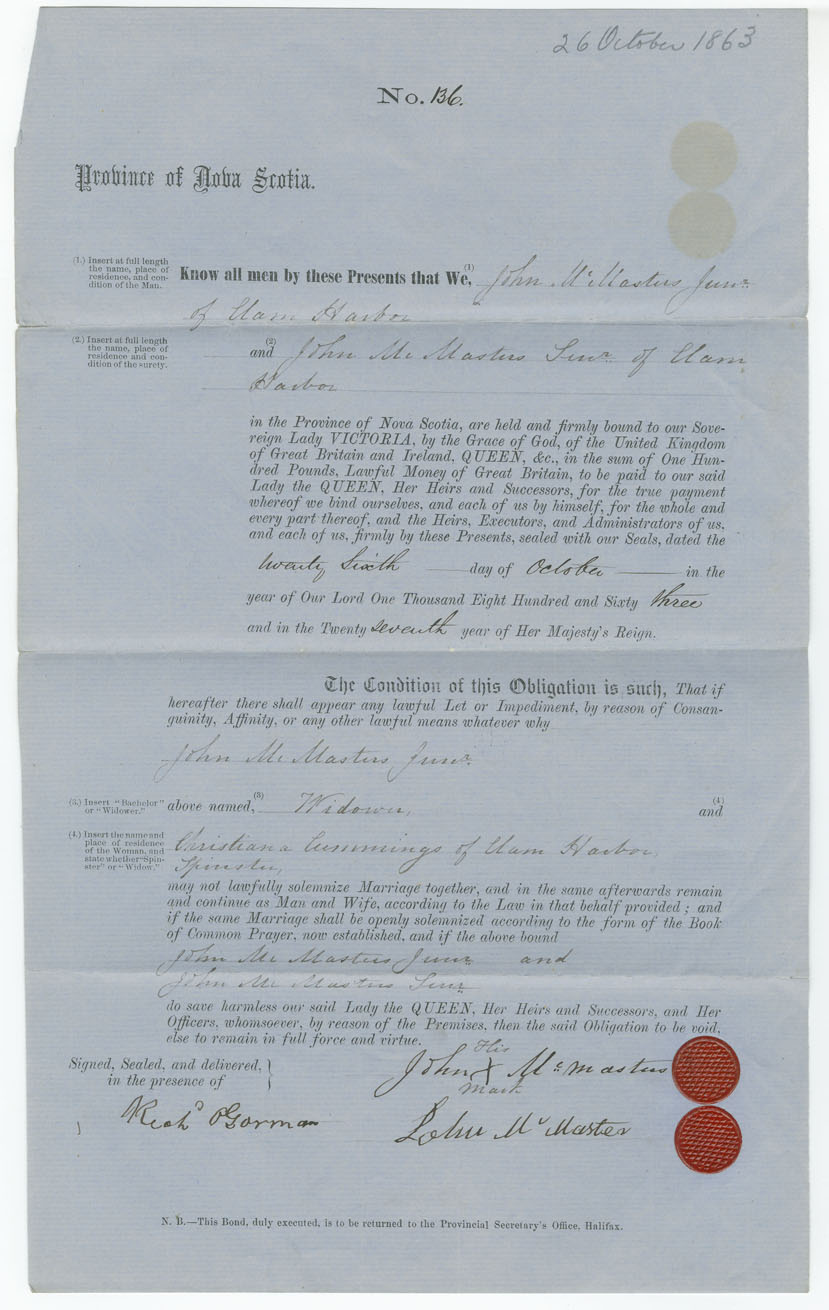 26 October 1863
No. 136.
Province of Nova Scotia.
(1.) Insert at full length
the name, place of
residence, and con-
dition of the Man.
Know all men by these Presents that We, (1) John McMasters Junr.
of Clam Harbor
(2.) Insert at full length
the name, place of
residence and con-
dition of the surety.
(2)
and John McMasters Senr. of Clam
Harbor
in the Province of Nova Scotia, are held and firmly bound to our Sove-
reign Lady VICTORIA, by the Grace of God, of the United Kingdom
of Great Britain and Ireland, QUEEN, &c., in the sum of One Hun-
dred Pounds, Lawful Money of Great Britain, to be paid to our said
Lady the QUEEN, Her Heirs and Successors, for the true payment
whereof we bind ourselves, and each of us by himself, for the whole and
every part thereof, and the Heirs, Executors, and Administrators of us,
and each of us, firmly by these Presents, sealed with our Seals, dated the
twenty Sixth day of October in the
year of Our Lord One Thousand Eight Hundred and Sixty three
and in the Twenty seventh year of Her Majesty's Reign.
The Condition of this Obligation is such, That if
hereafter there shall appear any lawful Let or Impediment, by reason of Consan-
guinity, Affinity, or any other lawful means whatever why
John McMasters Junr.
(3.) Insert "Bachelor"
or "Widower."
above named, (3) Widower, and (4)
(4.) Insert the name and
place of residence
of the Woman, and
state whether "Spin-
ster" or "Widow."
Christiana Cummings of Clam Harbor,
Spinster,
may not lawfully solemnize Marriage together, and in the same afterwards remain
and continue as Man and Wife, according to the Law in that behalf provided; and
if the same Marriage shall be openly solemnized according to the form of the Book
of Common Prayer, now established, and if the above bound
John McMasters Junr. and
John McMasters Senr.
do save harmless our said Lady the QUEEN, Her Heirs and Successors, and Her
Officers, whomsoever, by reason of the Premises, then the said Obligation to be void,
else to remain in full force and virtue.
Signed, Sealed, and delivered,
in the presence of
His
John X McMasters
mark
Richd OGorman
John McMaster
N. B.—This Bond, duly executed, is to be returned to the Provincial Secretary's Office, Halifax.